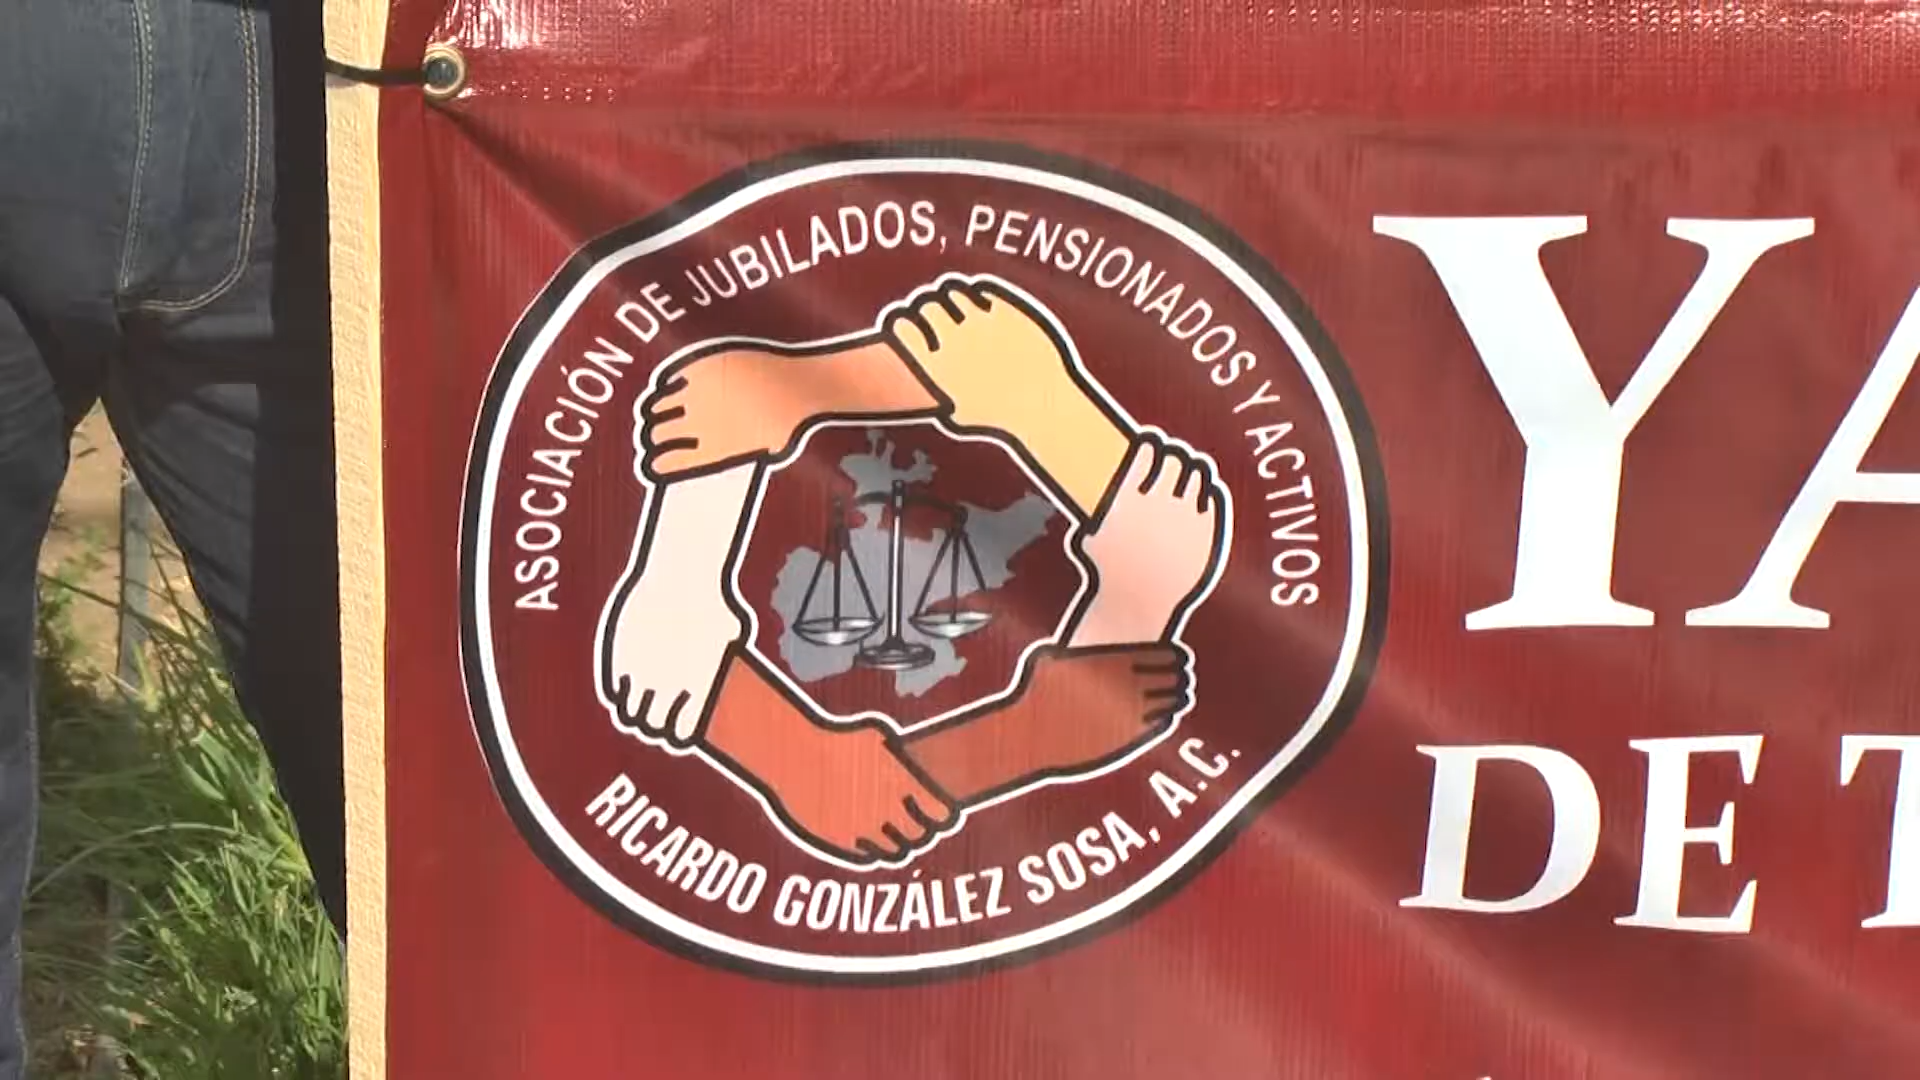 ASOCIACIÓN DE JUBILADOS, PENSIONADOS Y ACTIVOS
RICARDO GONZÁLEZ SOSA, A.C.
YA
DE T